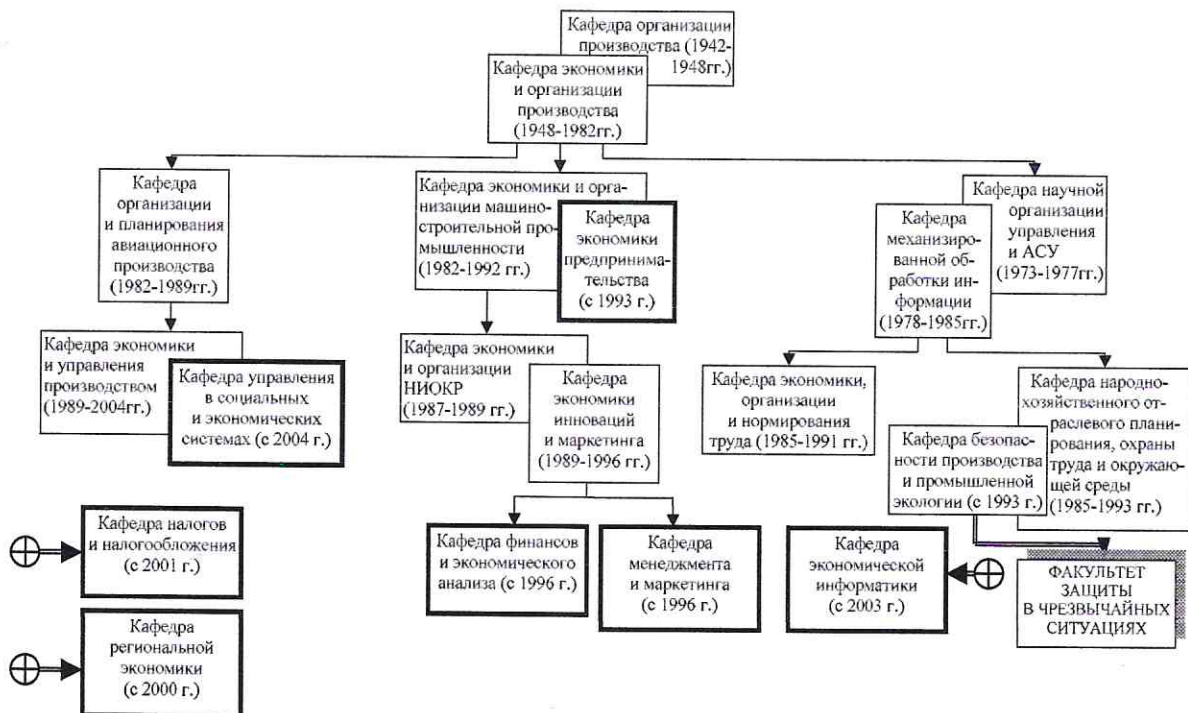 Кафедра организации
производства (1942-
1948гг.)
Кафедра экономики
и организации
производства
(1948-1982гг.)
Кафедра
организации
и планирования
авиационного
производства
(1982-1989гг.)
Кафедра экономики и орга-
низации машино-
строительной про-
мышленности
(1982-1992 гг.)
Кафедра
экономики
предпринима-
тельства
(с 1993 г.)
Кафедра научной
организации
управления
и АСУ
(1973-1977гг.)
Кафедра
механизиро-
ванной об-
работки ин-
формации
(1978-1985гг.)
Кафедра экономики
и управления
производством
(1989-2004гг.)
Кафедра управления
в социальных
и экономических
системах (с 2004 г.)
Кафедра экономики
и организации
НИОКР
(1987-1989 гг.)
Кафедра
экономики
инноваций
и маркетинга
(1989-1996 гг.)
Кафедра экономики,
организации
и нормирования
труда (1985-1991 гг.)
Кафедра народно-
хозяйственного от-
раслевого плани-
рования, охраны
труда и окружаю-
щей среды
(1985-1993 гг.)
Кафедра безопас-
ности производства
и промышленной
экологии (с 1993 г.)
Кафедра налогов
и налогообложения
(с 2001 г.)
Кафедра финансов
и экономического
анализа (с 1996 г.)
Кафедра
менеджмента
и маркетинга
(с 1996 г.)
Кафедра
экономической
информатики
(с 2003 г.)
ФАКУЛЬТЕТ
ЗАЩИТЫ
В ЧРЕЗВЫЧАЙНЫХ
СИТУАЦИЯХ
Кафедра
региональной
экономики
(с 2000 г.)